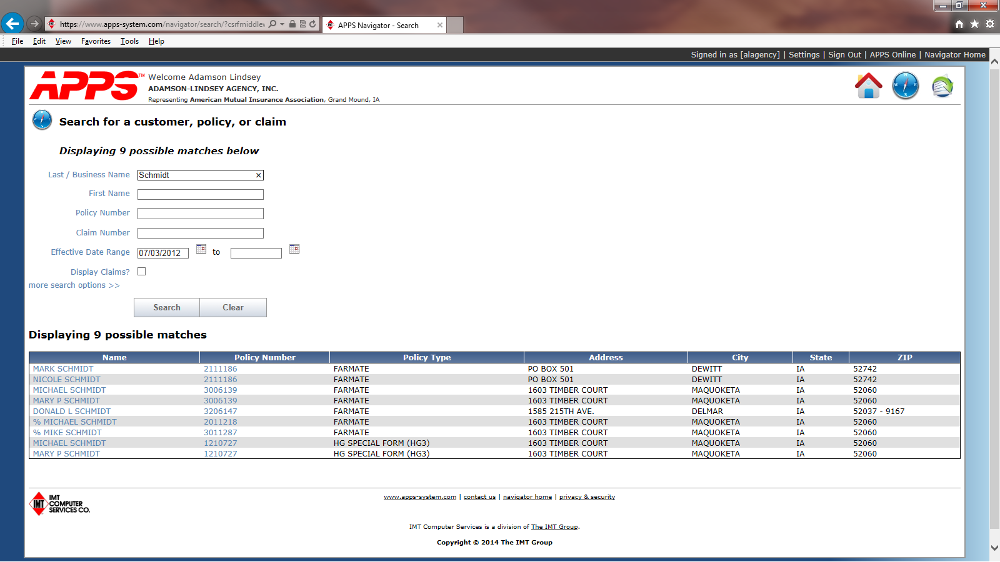 https://www.apps-system.com/navigator/search/?csrfmiddlev
APPS Navigator - Search
File Edit View Favorites Tools Help
Signed in as [alagency] | Settings | Sign Out | APPS Online | Navigator Home
APPS™
Welcome Adamson Lindsey
ADAMSON-LINDSEY AGENCY, INC.
Representing American Mutual Insurance Association, Grand Mound, IA
Search for a customer, policy, or claim
Displaying 9 possible matches below
Last / Business Name Schmidt
First Name
Policy Number
Claim Number
Effective Date Range 07/03/2012 to
Display Claims?
more search options >>
Search Clear
Displaying 9 possible matches
Name Policy Number Policy Type Address City State ZIP
MARK SCHMIDT 2111186 FARMATE PO BOX 501 DEWITT IA 52742
NICOLE SCHMIDT 2111186 FARMATE PO BOX 501 DEWITT IA 52742
MICHAEL SCHMIDT 3006139 FARMATE 1603 TIMBER COURT MAQUOKETA IA 52060
MARY P SCHMIDT 3006139 FARMATE 1603 TIMBER COURT MAQUOKETA IA 52060
DONALD L SCHMIDT 3206147 FARMATE 1585 215TH AVE. DELMAR IA 52037 - 9167
% MICHAEL SCHMIDT 2011218 FARMATE 1603 TIMBER COURT MAQUOKETA IA 52060
% MIKE SCHMIDT 3011287 FARMATE 1603 TIMBER COURT MAQUOKETA IA 52060
MICHAEL SCHMIDT 1210727 HG SPECIAL FORM (HG3) 1603 TIMBER COURT MAQUOKETA IA 52060
MARY P SCHMIDT 1210727 HG SPECIAL FORM (HG3) 1603 TIMBER COURT MAQUOKETA IA 52060
IMT
IMT
COMPUTER
SERVICES CO.
www.apps-system.com | contact us | navigator home | privacy & security
IMT Computer Services is a division of The IMT Group.
Copyright © 2014 The IMT Group